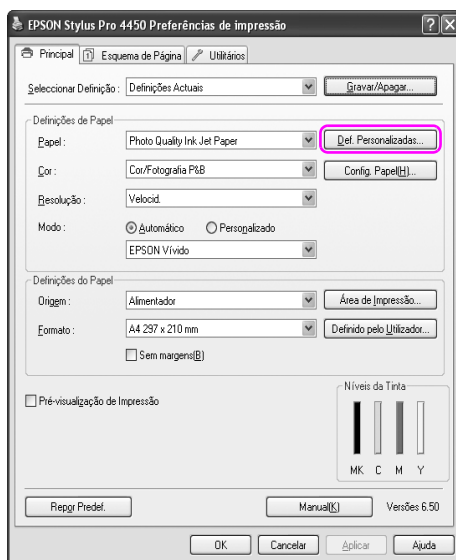 EPSON Stylus Pro 4450 Preferências de impressão
Principal Esquema de Página Utilitários
Seleccionar Definição : Definições Actuais Gravar/Apagar...
Definições de Papel
Papel : Photo Quality Ink Jet Paper Def. Personalizadas...
Cor : Cor/Fotografia P&B Config. Papel(H)...
Resolução : Velocid.
Modo : Automático Personalizado
EPSON Vívido
Definições do Papel
Origem : Alimentador Área de Impressão...
Formato : A4 297 x 210 mm Definido pelo Utilizador...
Sem margens(B)
Pré-visualização de Impressão
Níveis da Tinta
MK C M Y
Repor Predef. Manual(K) Versões 6.50
OK Cancelar Aplicar Ajuda